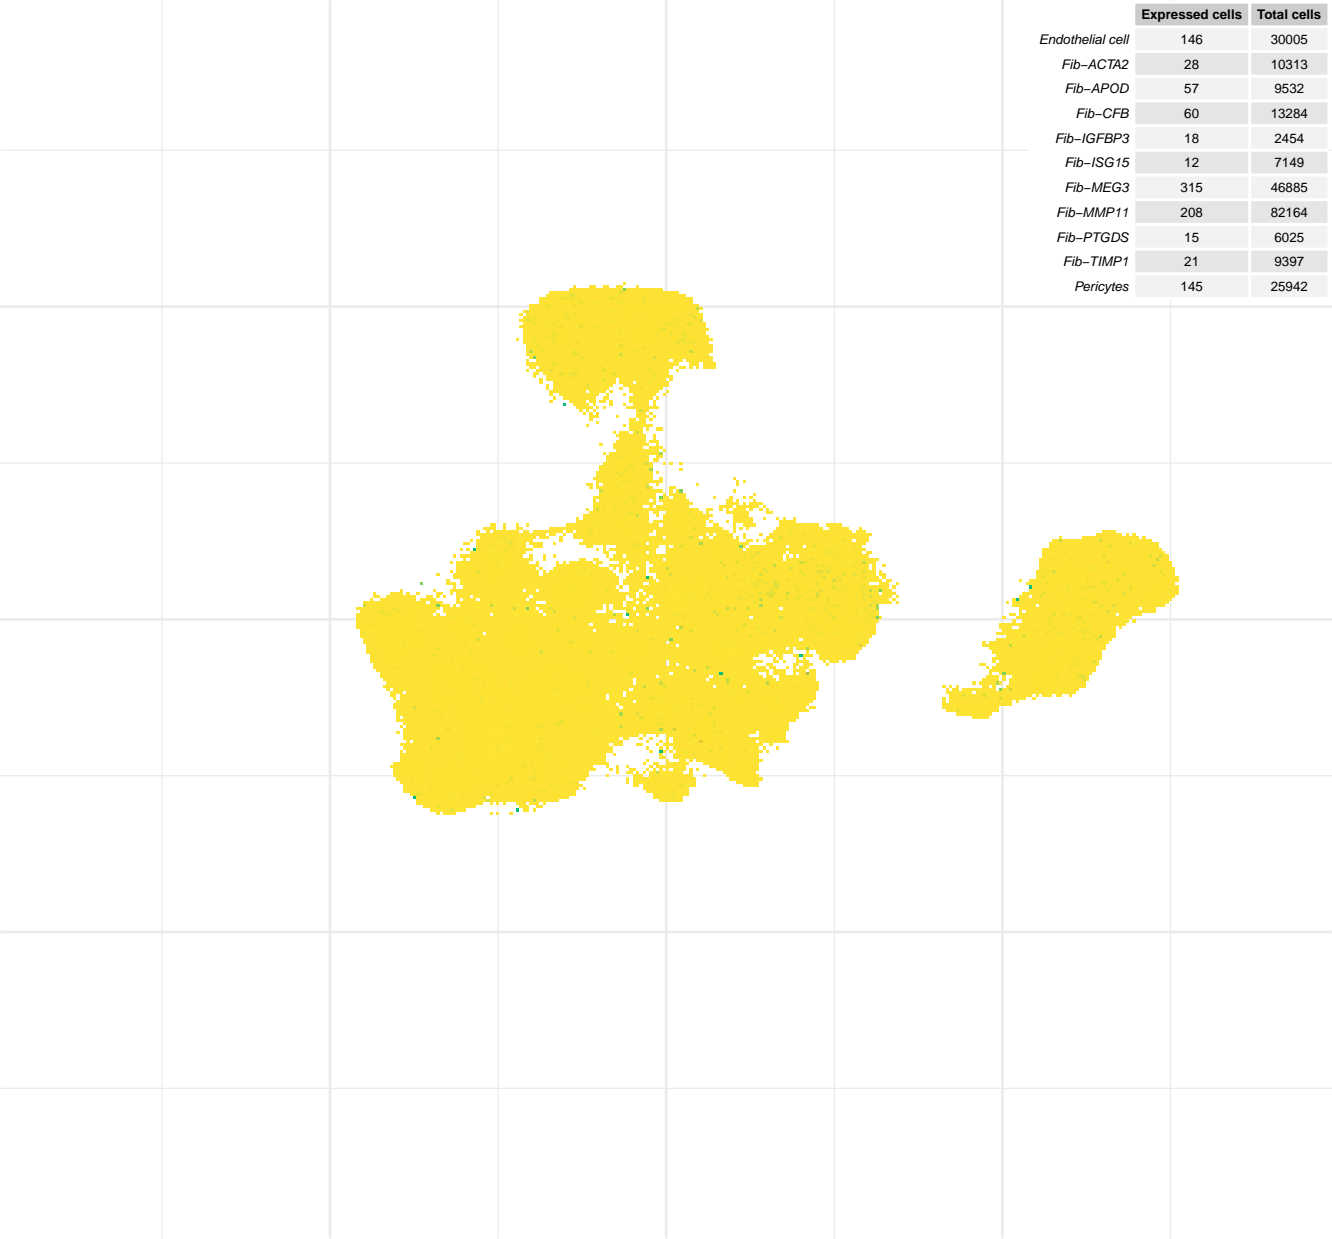 Expressed cells Total cells
Endothelial cell 146 30005
Fib−ACTA2 28 10313
Fib−APOD 57 9532
Fib−CFB 60 13284
Fib−IGFBP3 18 2454
Fib−ISG15 12 7149
Fib−MEG3 315 46885
Fib−MMP11 208 82164
Fib−PTGDS 15 6025
Fib−TIMP1 21 9397
Pericytes 145 25942